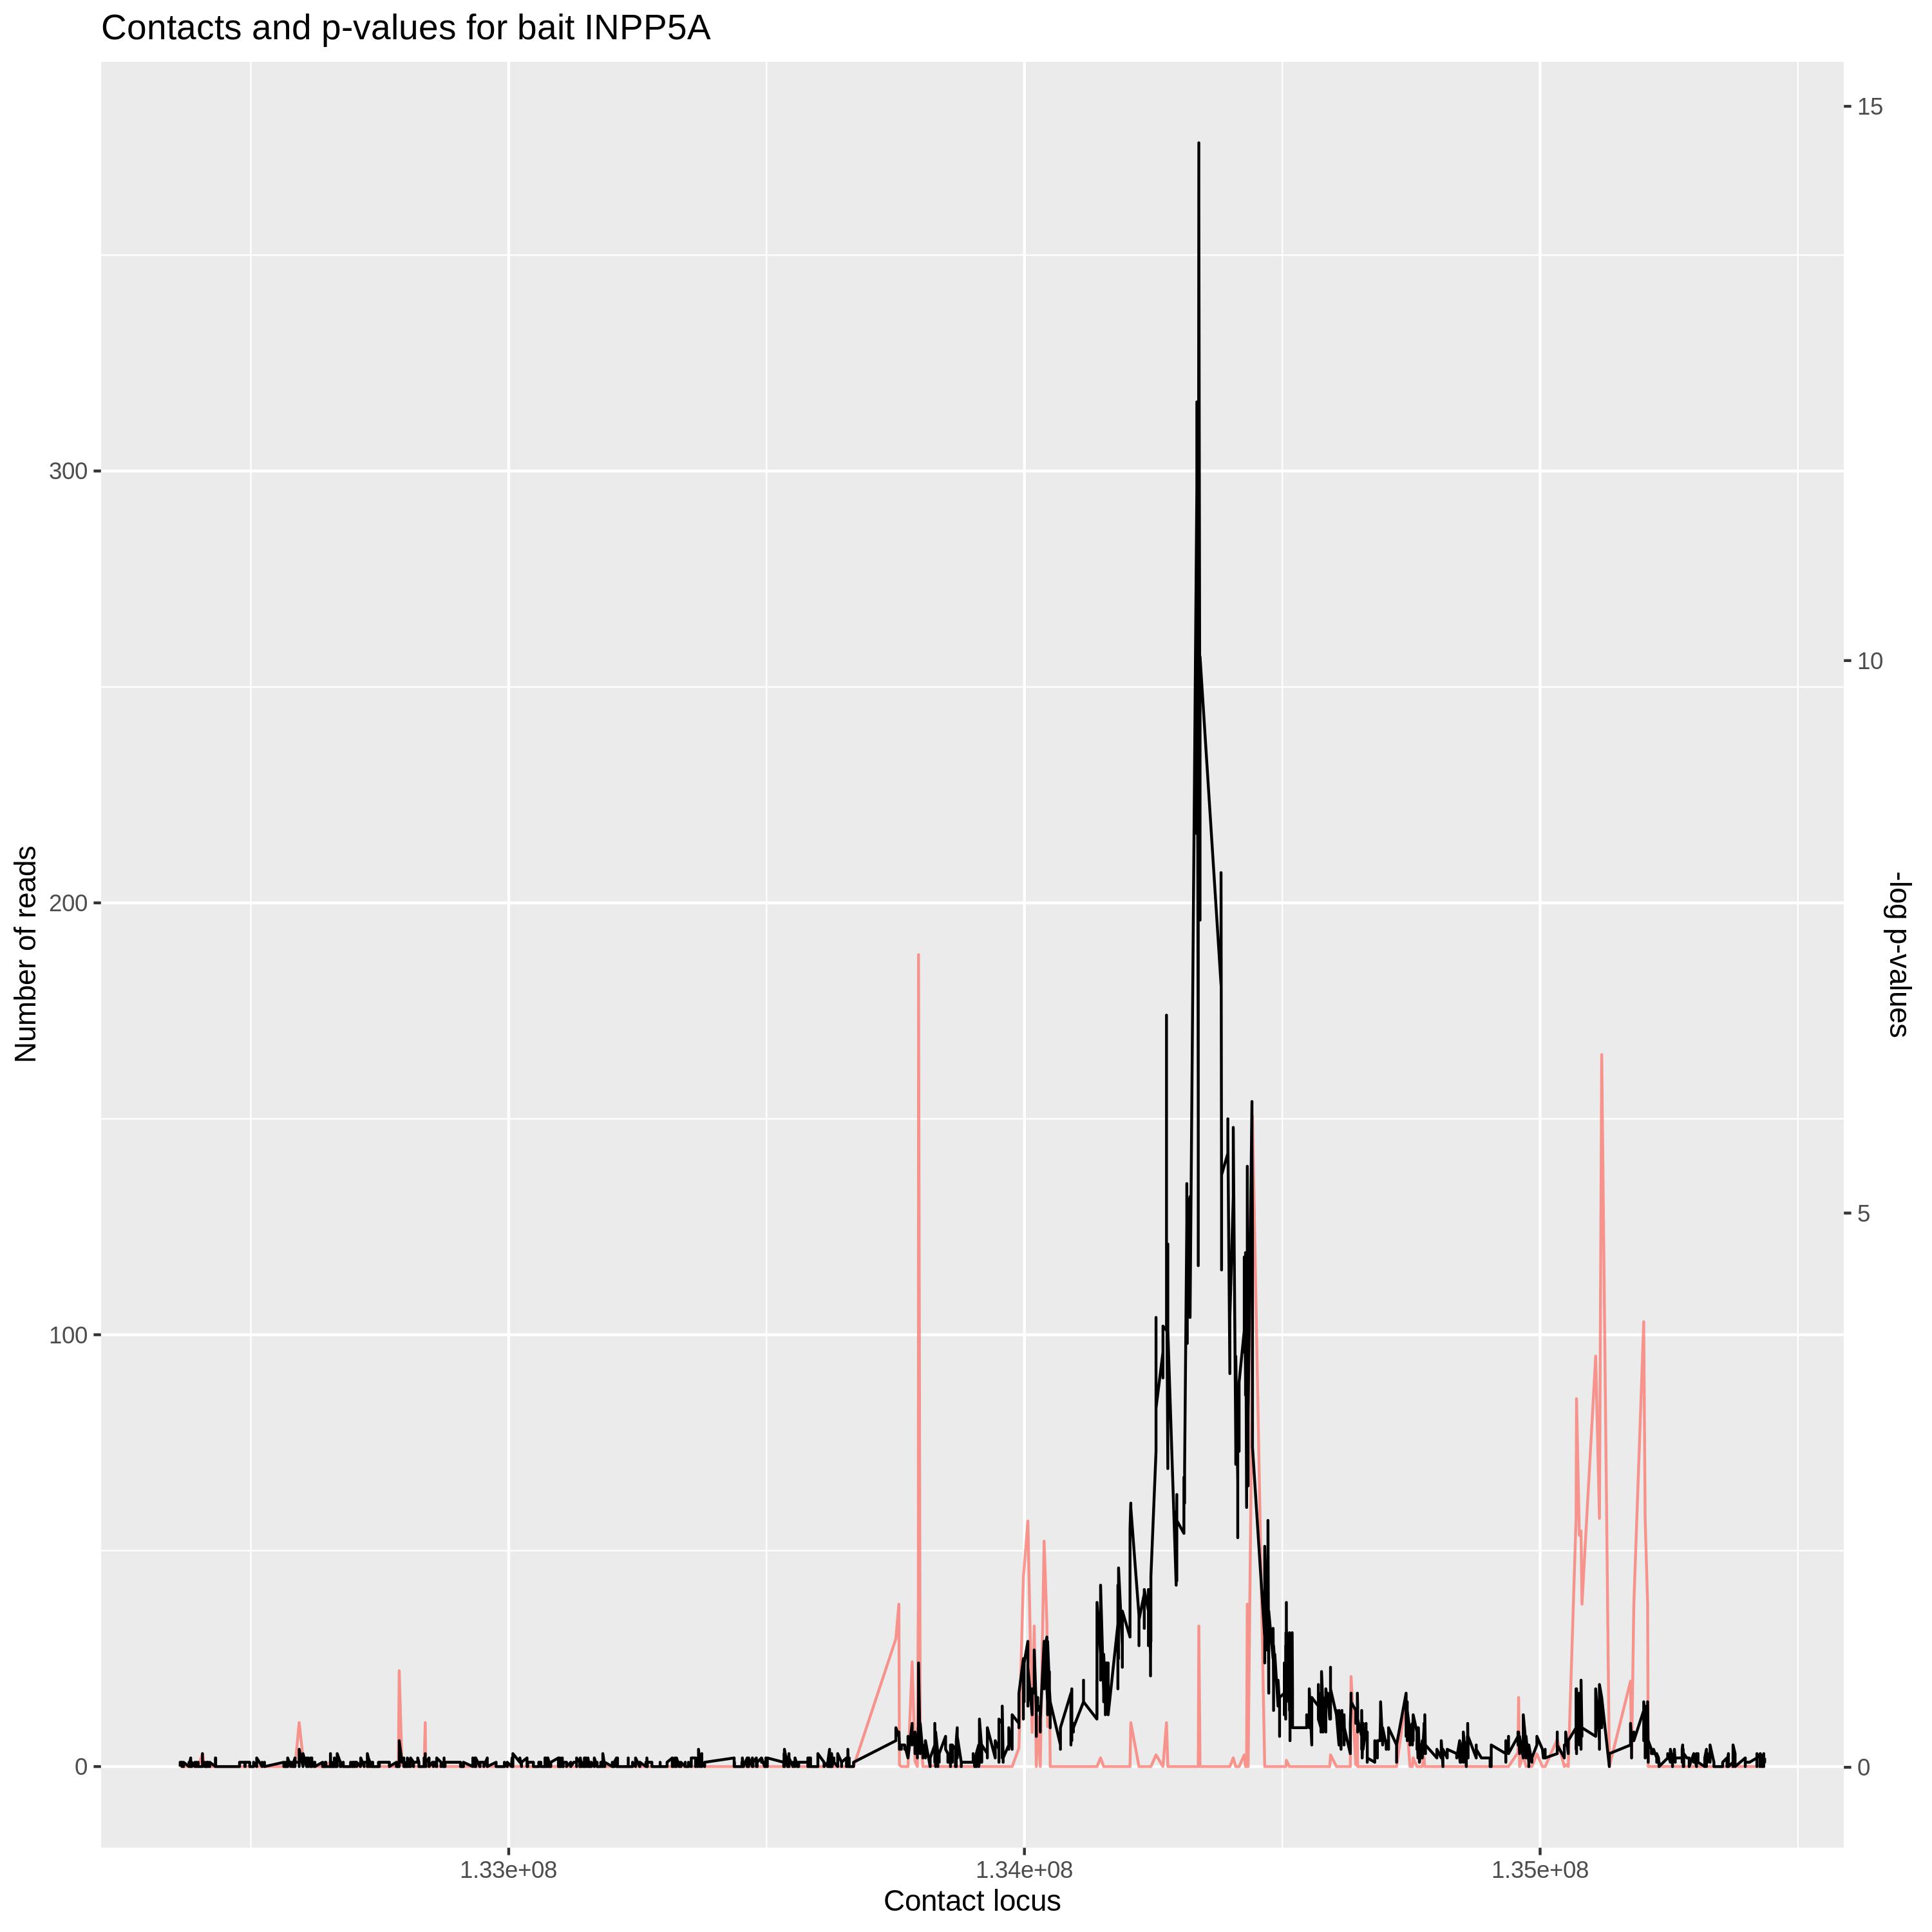 Contacts and p-values for bait INPP5A
Number of reads
300
200
100
0
15
10
5
0
-log p-values
1.33e+08
1.34e+08
1.35e+08
Contact locus